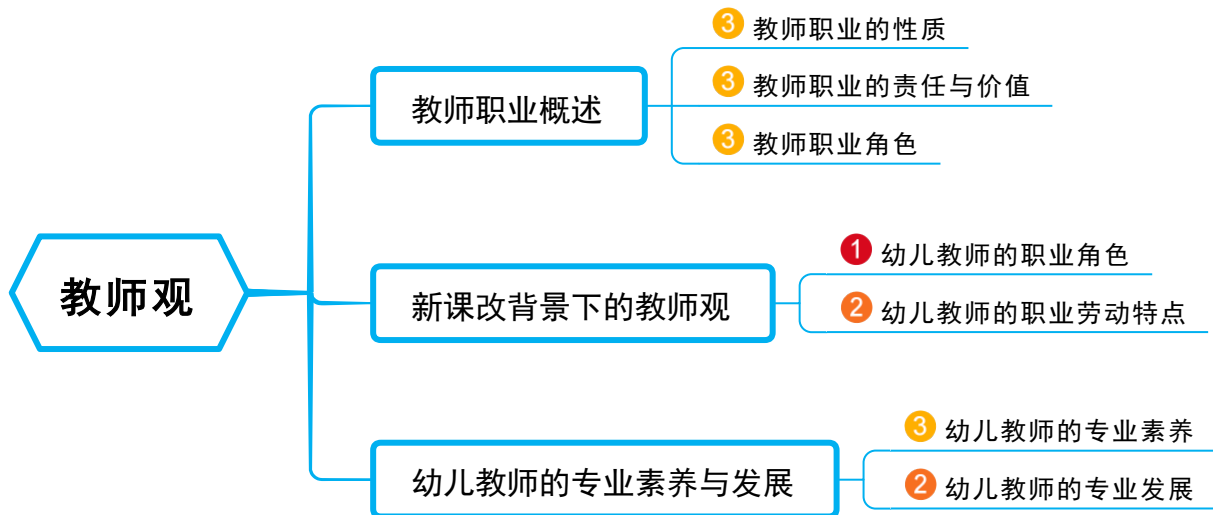 教师观
教师职业概述
3 教师职业的性质
3 教师职业的责任与价值
3 教师职业角色
新课改背景下的教师观
1 幼儿教师的职业角色
2 幼儿教师的职业劳动特点
幼儿教师的专业素养与发展
3 幼儿教师的专业素养
2 幼儿教师的专业发展